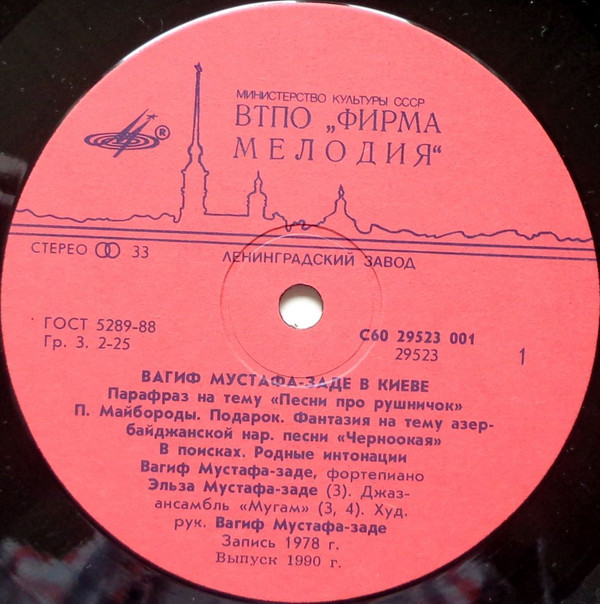 МИНИСТЕРСТВО КУЛЬТУРЫ СССР
ВТПО „ФИРМА
МЕЛОДИЯ“
®
СТЕРЕО 33
ЛЕНИНГРАДСКИЙ ЗАВОД
ГОСТ 5289-88
Гр. 3. 2-25
С60 29523 001
29523
1
ВАГИФ МУСТАФА-ЗАДЕ В КИЕВЕ
Парафраз на тему «Песни про рушничок»
П. Майбороды. Подарок. Фантазия на тему азер-
байджанской нар. песни «Черноокая»
В поисках. Родные интонации
Вагиф Мустафа-заде, фортепиано
Эльза Мустафа-заде (3). Джаз-
ансамбль «Мугам» (3, 4). Худ.
рук. Вагиф Мустафа-заде
Запись 1978 г.
Выпуск 1990 г.